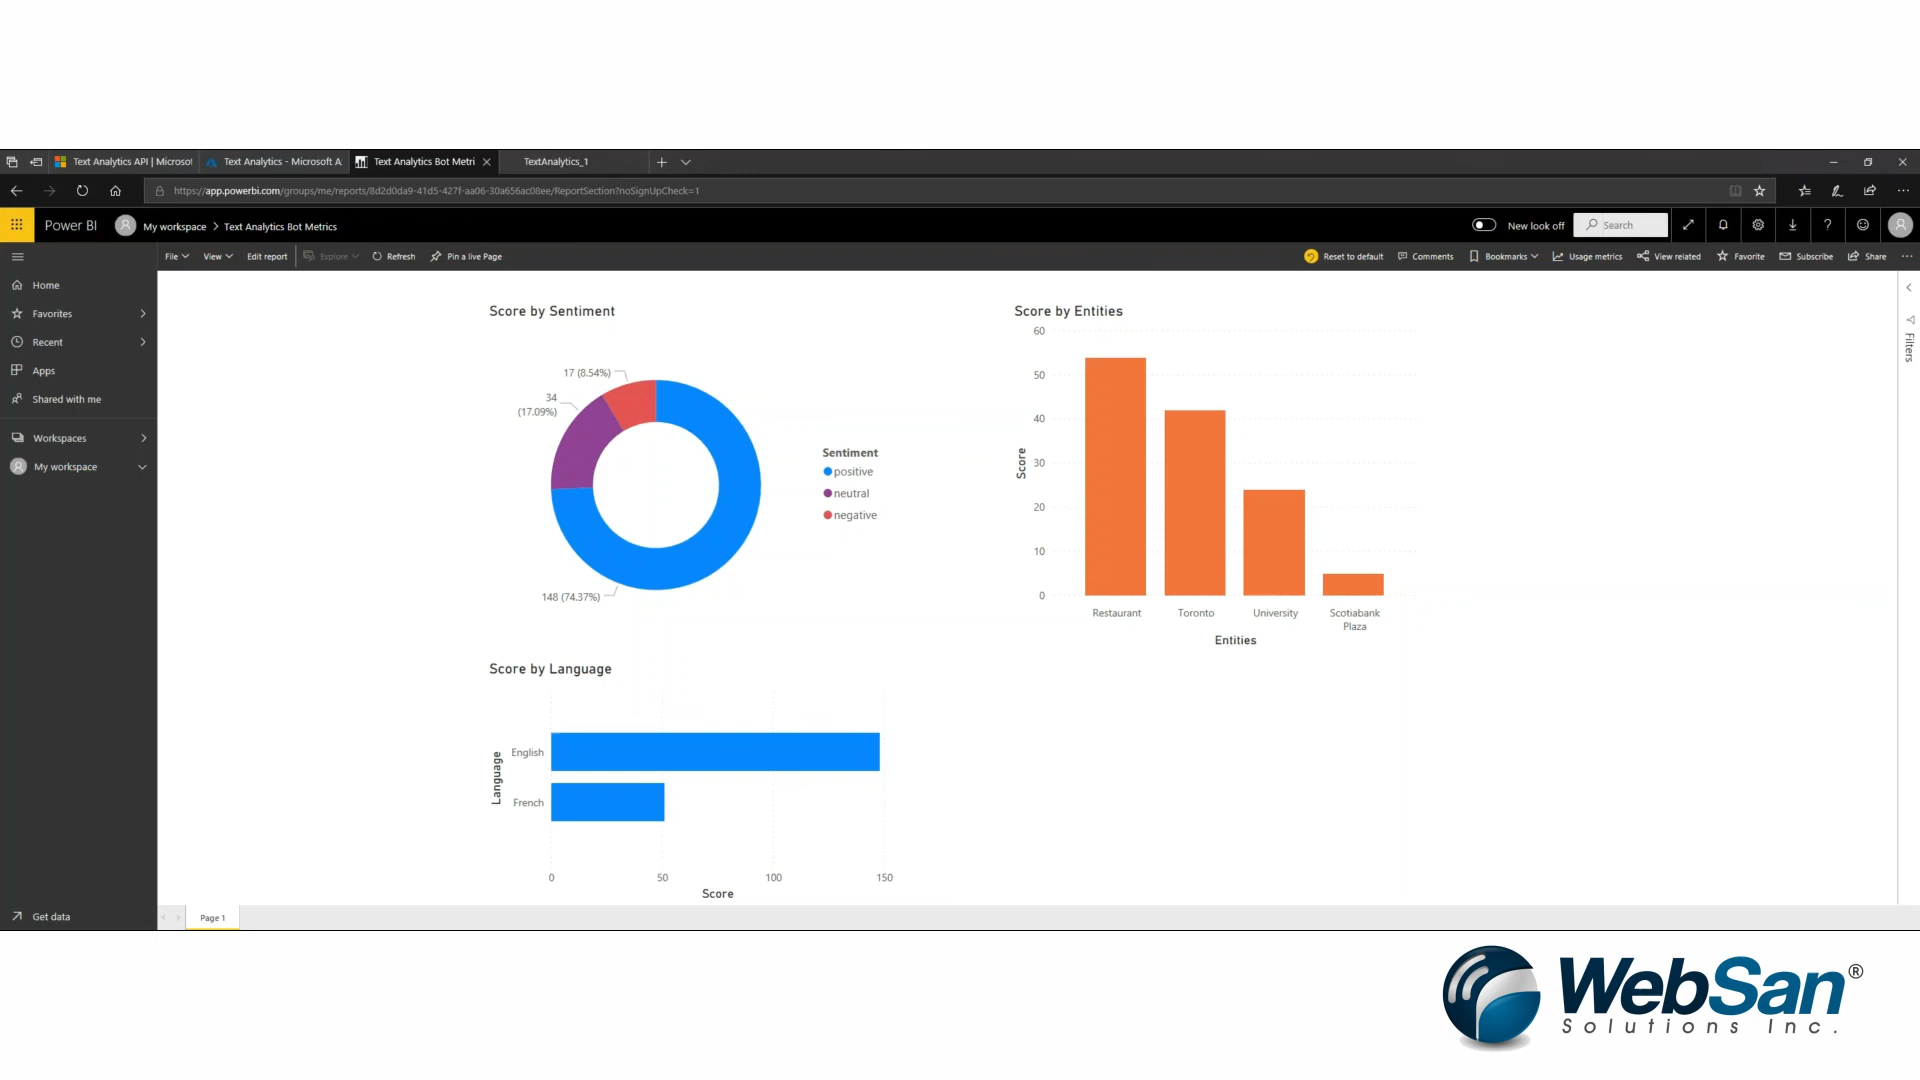 Text Analytics API | Microsof
Text Analytics - Microsoft A
Text Analytics Bot Metri
TextAnalytics_1
https://app.powerbi.com/groups/me/reports/8d2d0da9-41d5-427f-aa06-30a656ac08ee/ReportSection?noSignUpCheck=1
Power BI
My workspace > Text Analytics Bot Metrics
New look off
Search
File
View
Edit report
Explore
Refresh
Pin a live Page
Reset to default
Comments
Bookmarks
Usage metrics
View related
Favorite
Subscribe
Share
Home
Favorites
Recent
Apps
Shared with me
Workspaces
My workspace
Get data
Score by Sentiment
17 (8.54%)
34
(17.09%)
148 (74.37%)
Sentiment
positive
neutral
negative
Score by Entities
60
50
40
30
20
10
0
Score
Restaurant
Toronto
University
Scotiabank
Plaza
Entities
Score by Language
Language
English
French
0
50
100
150
Score
Filters
Page 1
WebSan®
Solutions Inc.